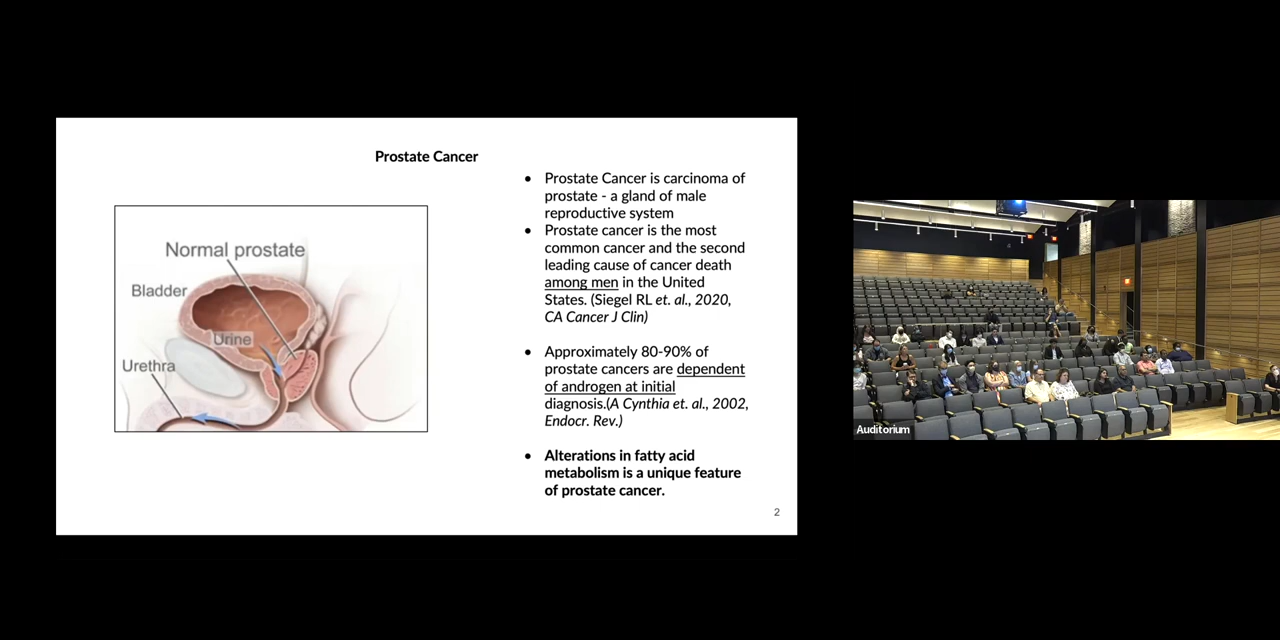 Prostate Cancer
Normal prostate
Bladder
Urine
Urethra
• Prostate Cancer is carcinoma of
prostate - a gland of male
reproductive system
• Prostate cancer is the most
common cancer and the second
leading cause of cancer death
among men in the United
States. (Siegel RL et. al., 2020,
CA Cancer J Clin)
• Approximately 80-90% of
prostate cancers are dependent
of androgen at initial
diagnosis.(A Cynthia et. al., 2002,
Endocr. Rev.)
• Alterations in fatty acid
metabolism is a unique feature
of prostate cancer.
2
Auditorium